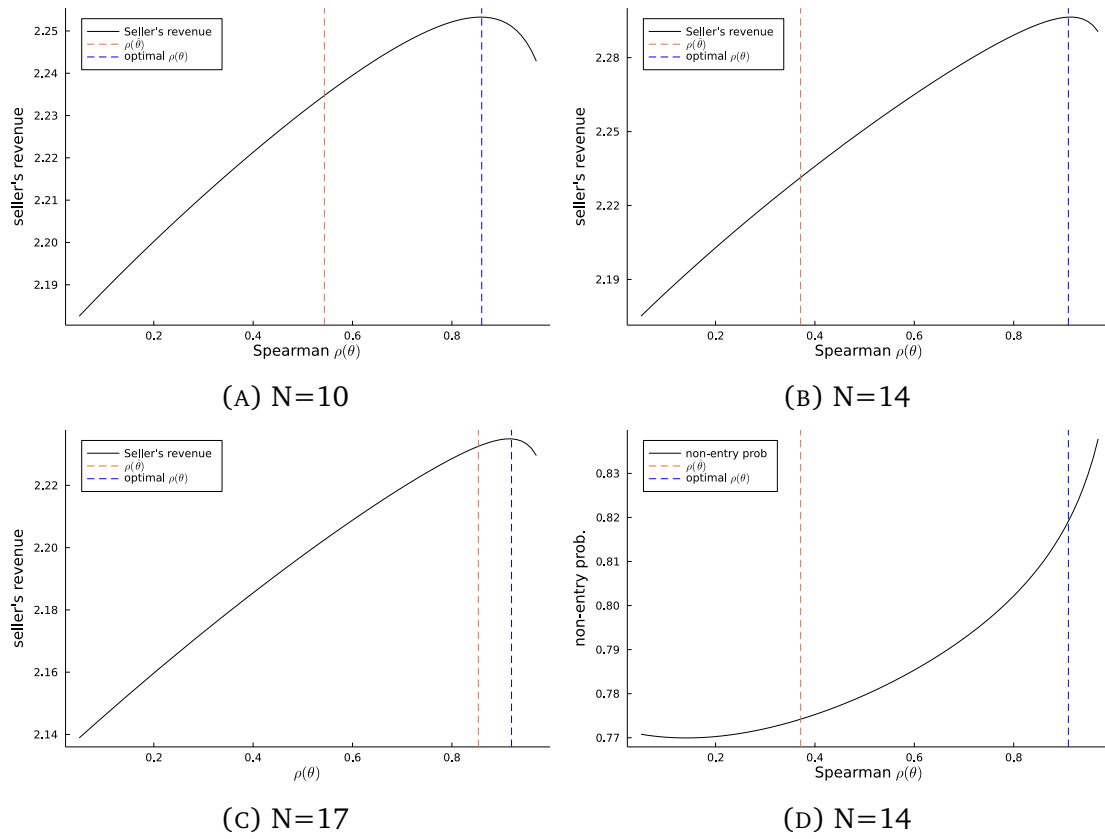 2.25
2.24
2.23
2.22
2.21
2.20
2.19
seller's revenue
Seller's revenue
ρ(θ̂)
optimal ρ(θ)
0.2 0.4 0.6 0.8
Spearman ρ(θ)
(A) N=10
2.28
2.25
2.22
2.19
seller's revenue
Seller's revenue
ρ(θ̂)
optimal ρ(θ)
0.2 0.4 0.6 0.8
Spearman ρ(θ)
(B) N=14
2.22
2.20
2.18
2.16
2.14
seller's revenue
Seller's revenue
ρ(θ̂)
optimal ρ(θ)
0.2 0.4 0.6 0.8
ρ(θ)
(C) N=17
0.83
0.82
0.81
0.80
0.79
0.78
0.77
non-entry prob.
non-entry prob
ρ(θ̂)
optimal ρ(θ)
0.2 0.4 0.6 0.8
Spearman ρ(θ)
(D) N=14